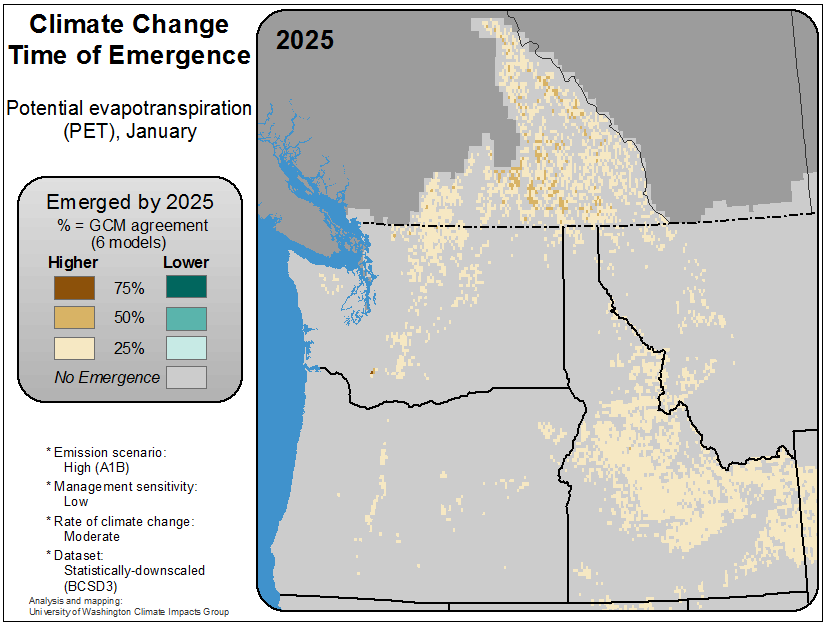 Climate Change
Time of Emergence
Potential evapotranspiration
(PET), January
2025
Emerged by 2025
% = GCM agreement
(6 models)
Higher Lower
75%
50%
25%
No Emergence
* Emission scenario:
High (A1B)
* Management sensitivity:
Low
* Rate of climate change:
Moderate
* Dataset:
Statistically-downscaled
(BCSD3)
Analysis and mapping:
University of Washington Climate Impacts Group